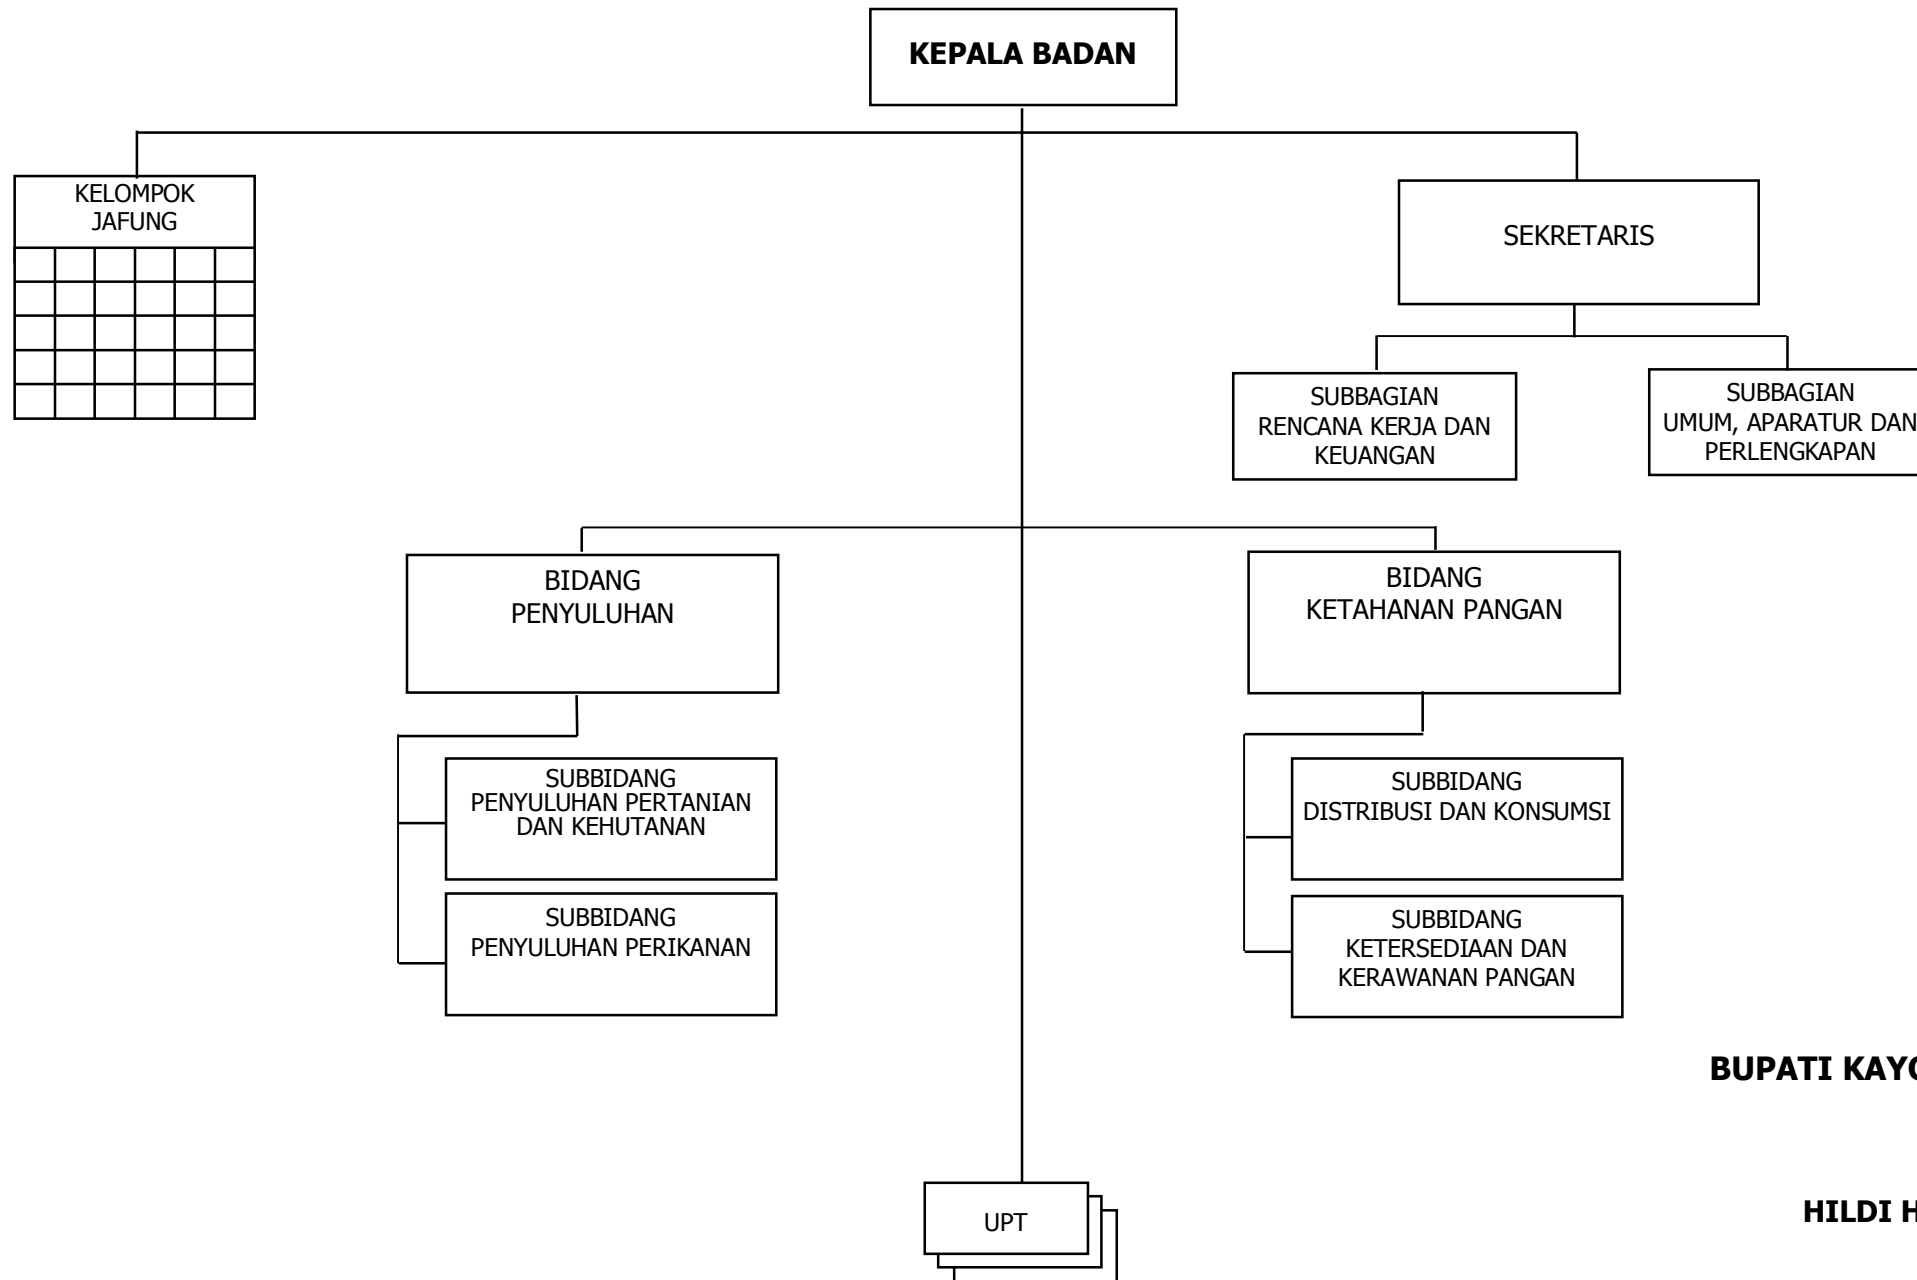 KEPALA BADAN
KELOMPOK
JAFUNG
SEKRETARIS
SUBBAGIAN
RENCANA KERJA DAN
KEUANGAN
SUBBAGIAN
UMUM, APARATUR DAN
PERLENGKAPAN
BIDANG
PENYULUHAN
BIDANG
KETAHANAN PANGAN
SUBBIDANG
PENYULUHAN PERTANIAN
DAN KEHUTANAN
SUBBIDANG
DISTRIBUSI DAN KONSUMSI
SUBBIDANG
PENYULUHAN PERIKANAN
SUBBIDANG
KETERSEDIAAN DAN
KERAWANAN PANGAN
BUPATI
UPT
HILDI